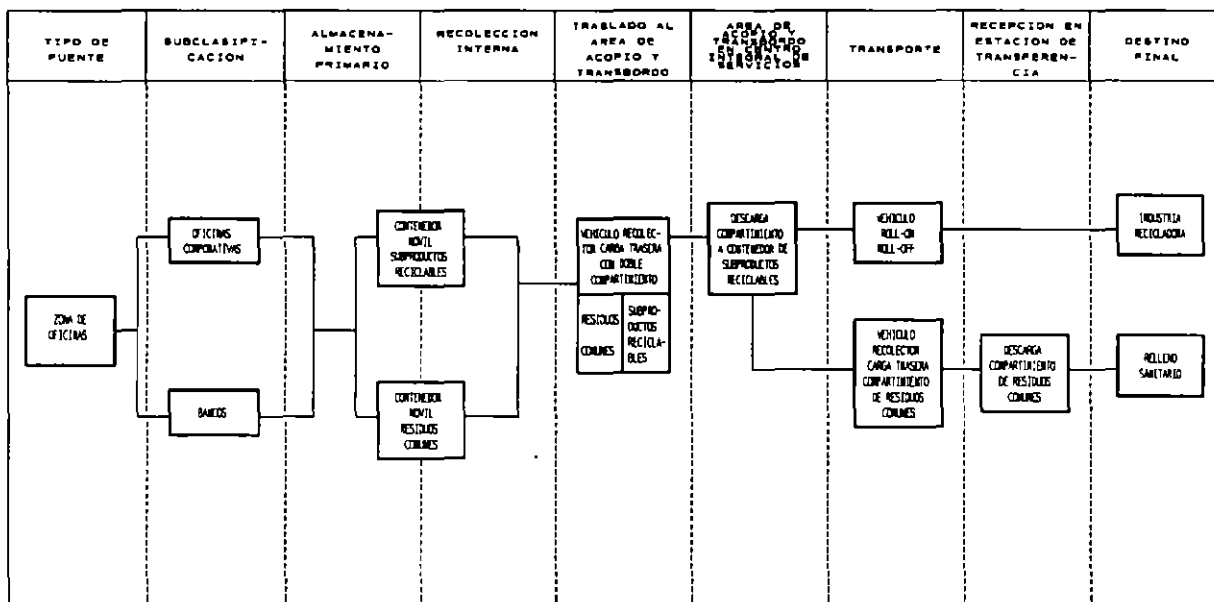 TIPO DE
FUENTE
SUBCLASIFI-
CACION
ALMACENA-
MIENTO
PRIMARIO
RECOLECCION
INTERNA
TRASLADO AL
AREA DE
ACOPIO Y
TRANSBORDO
AREA DE
ACOPIO Y
TRANSBORDO
EN CENTRO
INTEGRAL DE
SERVICIOS
TRANSPORTE
RECEPCION EN
ESTACION DE
TRANSFEREN-
CIA
DESTINO
FINAL
ZONA DE
OFICINAS
OFICINAS
CORPORATIVAS
BANCOS
CONTENEDOR
MOVIL
SUBPRODUCTOS
RECICLABLES
CONTENEDOR
MOVIL
RESIDUOS
COMUNES
VEHICULO RECOLEC-
TOR CARGA TRASERA
CON DOBLE
COMPARTIMIENTO
RESIDUOS
COMUNES
SUBPRO-
DUCTOS
RECICLA-
BLES
DESCARGA
COMPARTIMIENTO
A CONTENEDOR DE
SUBPRODUCTOS
RECICLABLES
VEHICULO
ROLL-ON
ROLL-OFF
VEHICULO
RECOLECTOR
CARGA TRASERA
COMPARTIMIENTO
DE RESIDUOS
COMUNES
DESCARGA
COMPARTIMIENTO
DE RESIDUOS
COMUNES
INDUSTRIA
RECICLADORA
RELLENO
SANITARIO